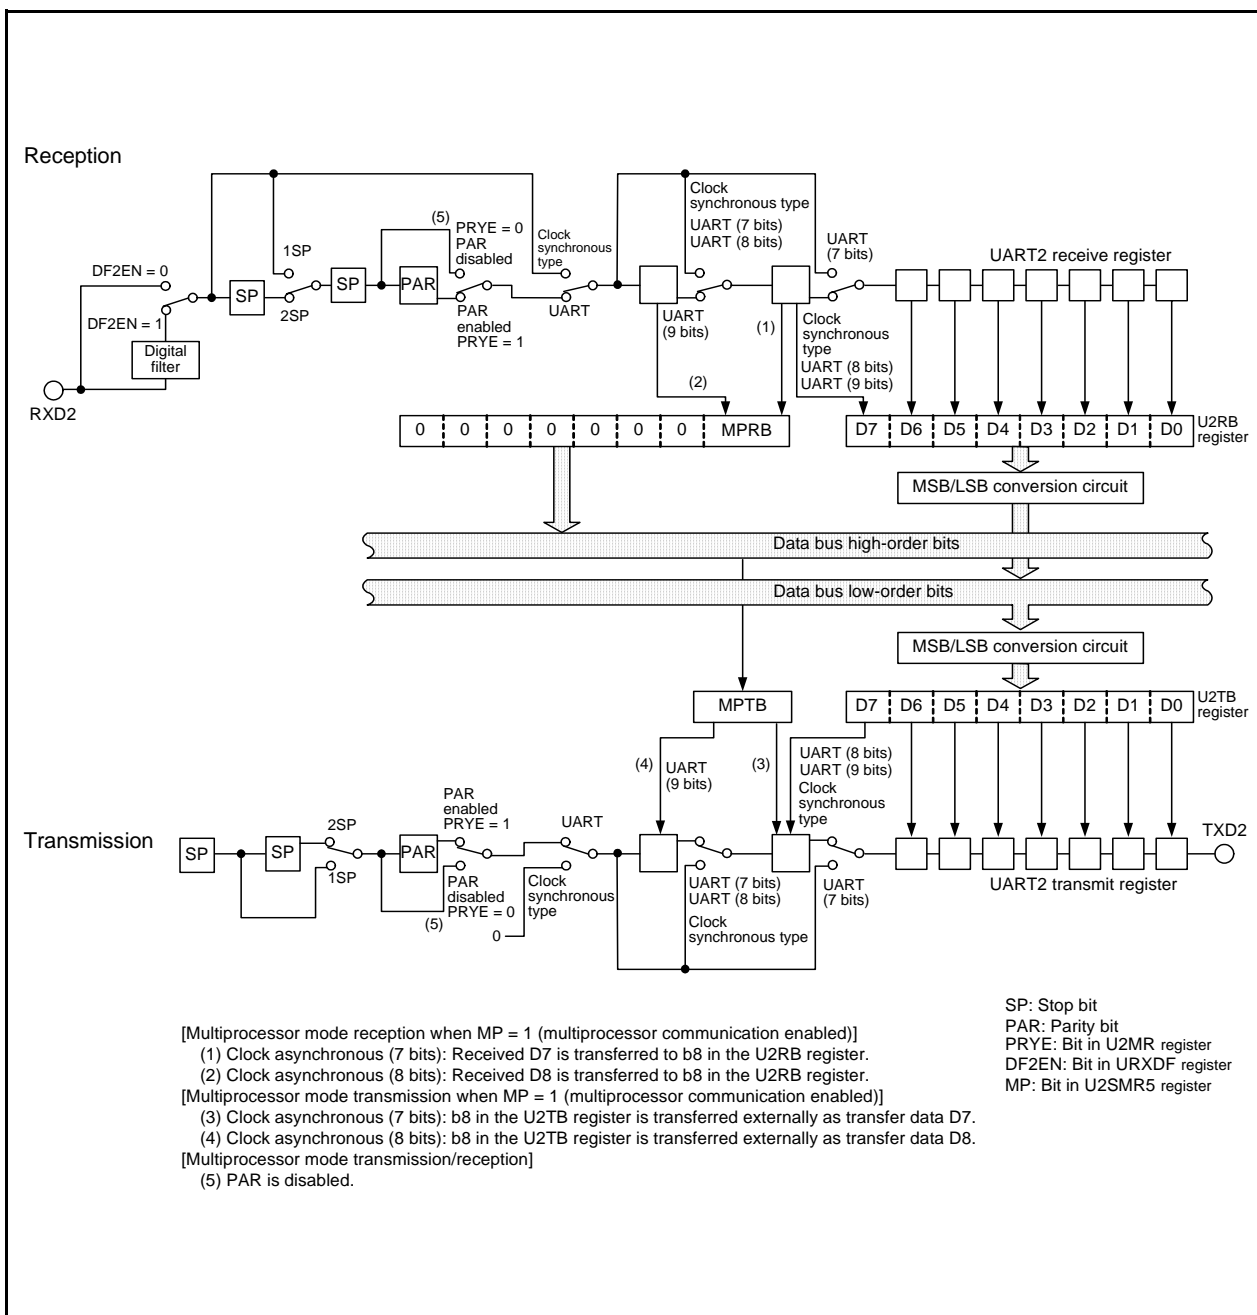 Reception
(5)
PRYE = 0
PAR
disabled
Clock
synchronous
type
Clock
synchronous type
UART (7 bits)
UART (8 bits)
UART
(7 bits)
UART2 receive register
1SP
DF2EN = 0
SP
SP
PAR
2SP
DF2EN = 1
PAR
enabled
PRYE = 1
UART
UART
(9 bits)
(1)
Clock
synchronous
type
UART (8 bits)
UART (9 bits)
Digital
filter
(2)
RXD2
0 0 0 0 0 0 0 MPRB
D7 D6 D5 D4 D3 D2 D1 D0
U2RB
register
MSB/LSB conversion circuit
Data bus high-order bits
Data bus low-order bits
MSB/LSB conversion circuit
MPTB
D7 D6 D5 D4 D3 D2 D1 D0
U2TB
register
(4)
UART
(9 bits)
(3)
UART (8 bits)
UART (9 bits)
Clock
synchronous
type
PAR
enabled
PRYE = 1
Transmission
2SP
UART
TXD2
SP
SP
PAR
1SP
PAR
disabled
PRYE = 0
(5)
0
Clock
synchronous
type
UART (7 bits)
UART (8 bits)
Clock
synchronous type
UART
(7 bits)
UART2 transmit register
SP: Stop bit
PAR: Parity bit
PRYE: Bit in U2MR register
DF2EN: Bit in URXDF register
MP: Bit in U2SMR5 register
[Multiprocessor mode reception when MP = 1 (multiprocessor communication enabled)]
(1) Clock asynchronous (7 bits): Received D7 is transferred to b8 in the U2RB register.
(2) Clock asynchronous (8 bits): Received D8 is transferred to b8 in the U2RB register.
[Multiprocessor mode transmission when MP = 1 (multiprocessor communication enabled)]
(3) Clock asynchronous (7 bits): b8 in the U2TB register is transferred externally as transfer data D7.
(4) Clock asynchronous (8 bits): b8 in the U2TB register is transferred externally as transfer data D8.
[Multiprocessor mode transmission/reception]
(5) PAR is disabled.